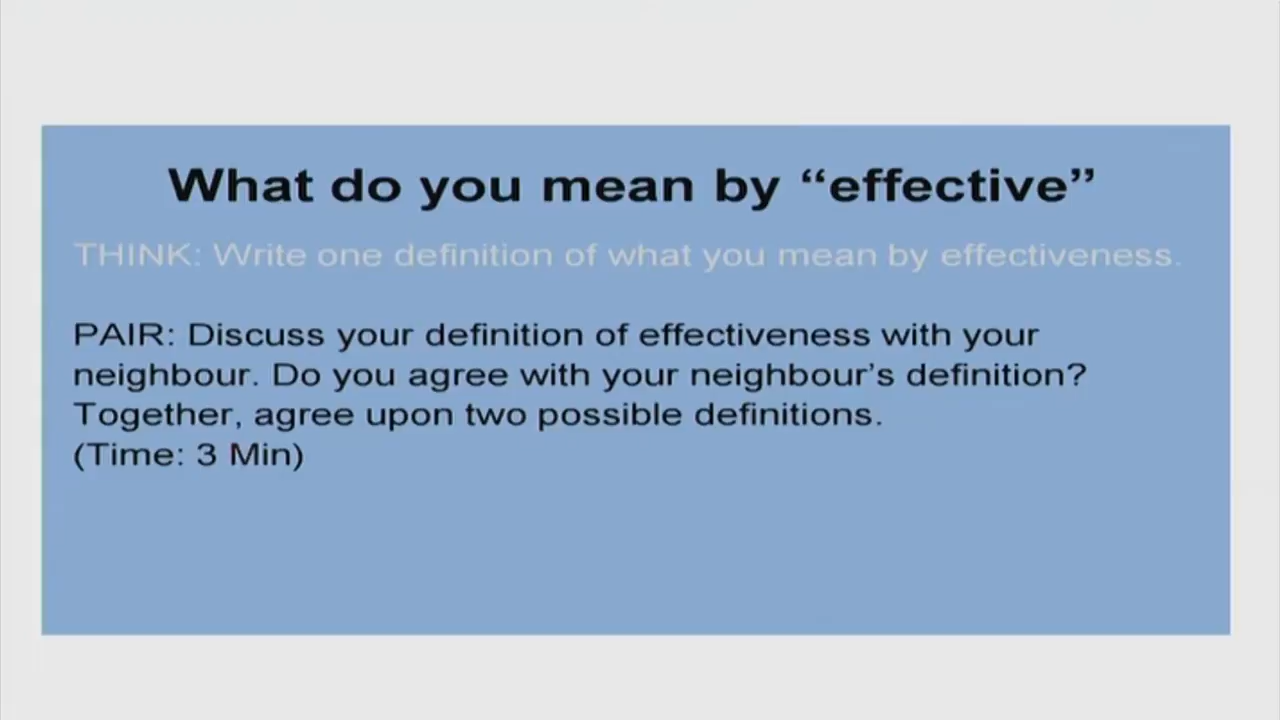 What do you mean by “effective”
THINK: Write one definition of what you mean by effectiveness.
PAIR: Discuss your definition of effectiveness with your
neighbour. Do you agree with your neighbour’s definition?
Together, agree upon two possible definitions.
(Time: 3 Min)